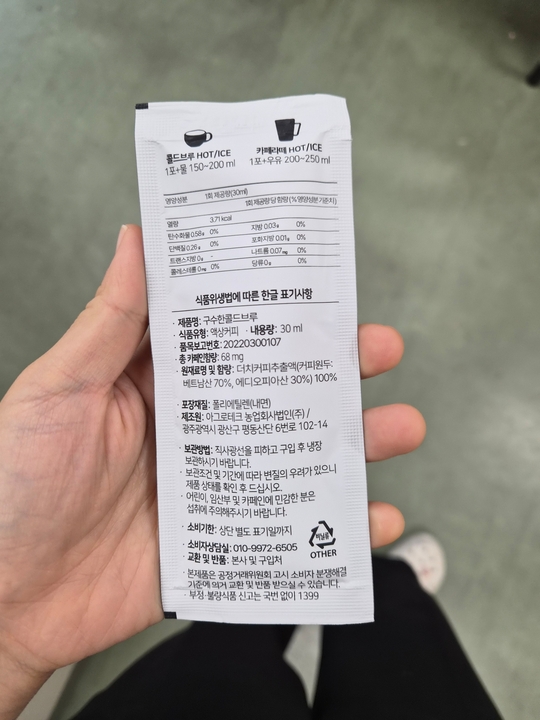 콜드브루 HOT/ICE
1포+물 150~200 ml
카페라떼 HOT/ICE
1포+우유 200~250 ml
영양성분 1회 제공량(30ml)
1회 제공량당 함량 (% 영양성분 기준치)
열량 3.71 kcal
탄수화물 0.58g 0% 지방 0.03g 0%
단백질 0.26g 0% 포화지방 0.01g 0%
트랜스지방 0g - 나트륨 0.07mg 0%
콜레스테롤 0mg 0% 당류 0g 0%
식품위생법에 따른 한글 표기사항
· 제품명: 구수한콜드브루
· 식품유형: 액상커피 · 내용량: 30 ml
· 품목보고번호: 20220300107
· 총 카페인함량: 68 mg
· 원재료명 및 함량: 더치커피추출액(커피원두:
베트남산 70%, 에디오피아산 30%) 100%
· 포장재질: 폴리에틸렌(내면)
· 제조원: 아그로테크 농업회사법인(주) /
광주광역시 광산구 평동산단 6번로 102-14
· 보관방법: 직사광선을 피하고 구입 후 냉장
보관하시기 바랍니다.
· 보관조건 및 기간에 따라 변질의 우려가 있으니
제품 상태를 확인 후 드십시오.
· 어린이, 임산부 및 카페인에 민감한 분은
섭취에 주의해주시기 바랍니다.
· 소비기한: 상단 별도 표기일까지
· 소비자상담실: 010-9972-6505
· 교환 및 반품: 본사 및 구입처
비닐류
OTHER
· 본제품은 공정거래위원회 고시 소비자 분쟁해결
기준에 의거 교환 및 반품 받으실 수 있습니다.
· 부정·불량식품 신고는 국번 없이 1399